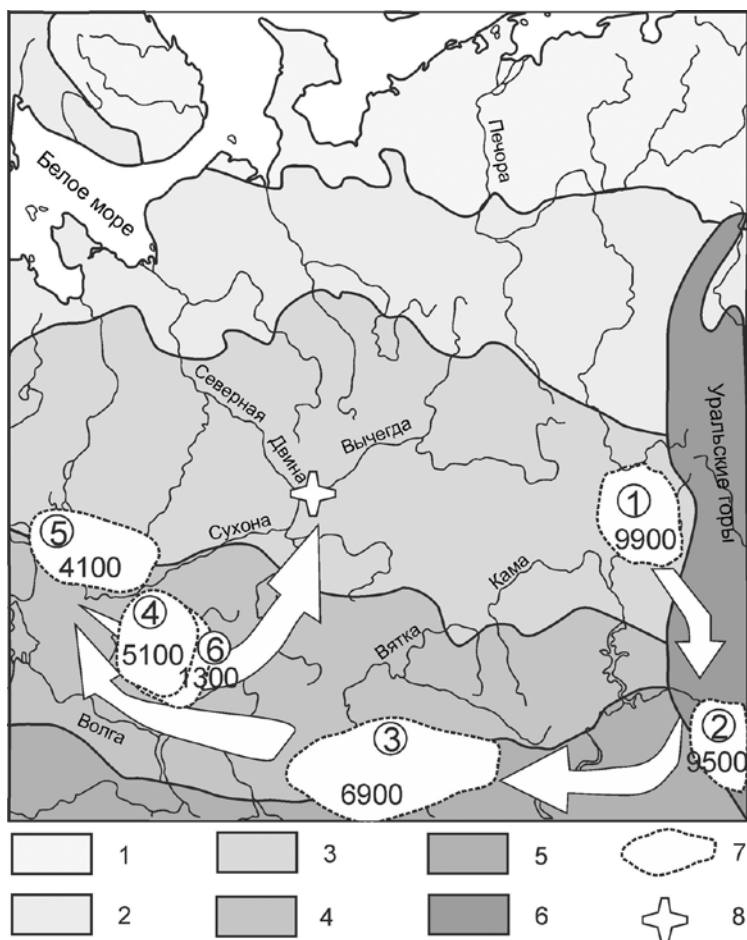 Печора
Белое море
Уральские горы
Северная
Двина
Вычегда
①
9900
⑤
4100
Сухона
Кама
④
5100
⑥
1300
Вятка
②
9500
Волга
③
6900
1 3 5 7
2 4 6 8